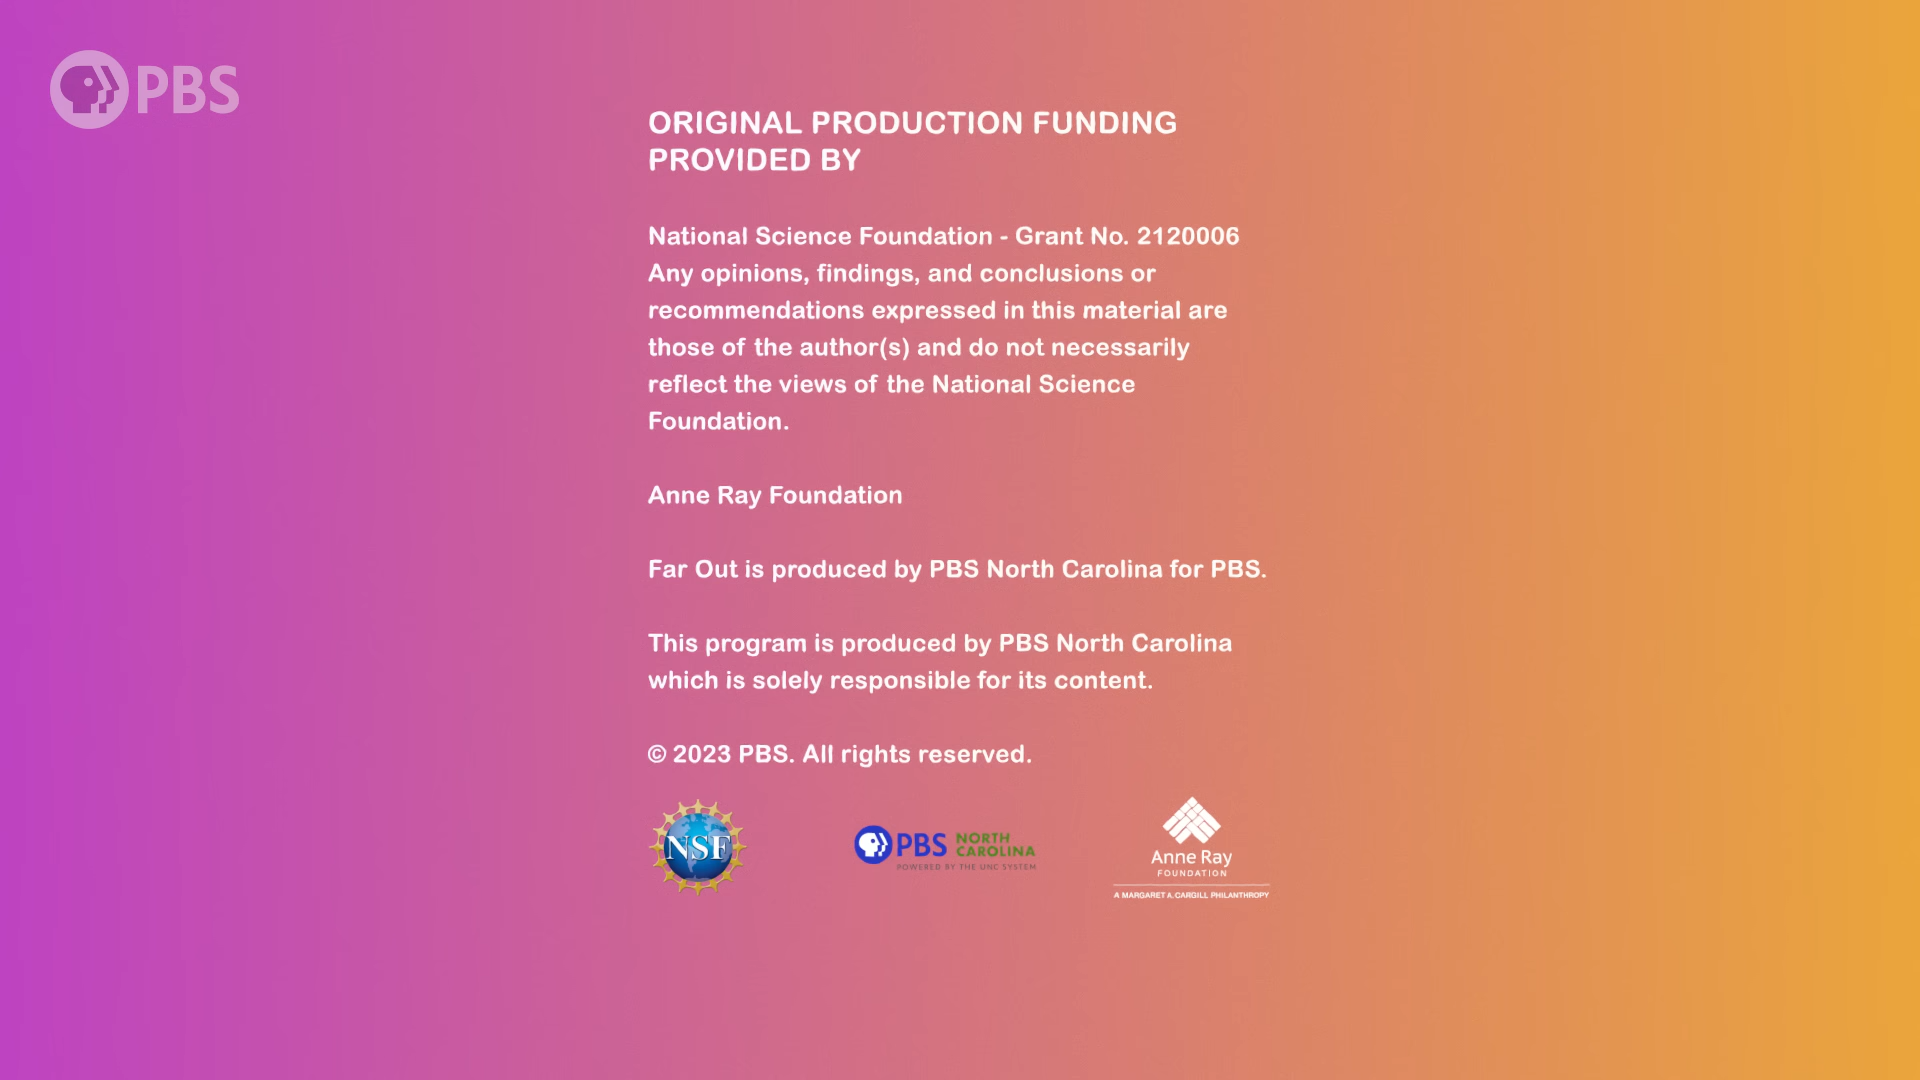 PBS
ORIGINAL PRODUCTION FUNDING
PROVIDED BY
National Science Foundation - Grant No. 2120006
Any opinions, findings, and conclusions or
recommendations expressed in this material are
those of the author(s) and do not necessarily
reflect the views of the National Science
Foundation.
Anne Ray Foundation
Far Out is produced by PBS North Carolina for PBS.
This program is produced by PBS North Carolina
which is solely responsible for its content.
© 2023 PBS. All rights reserved.
NSF
PBS NORTH
CAROLINA
POWERED BY THE UNC SYSTEM
Anne Ray
FOUNDATION
A MARGARET A. CARGILL PHILANTHROPY